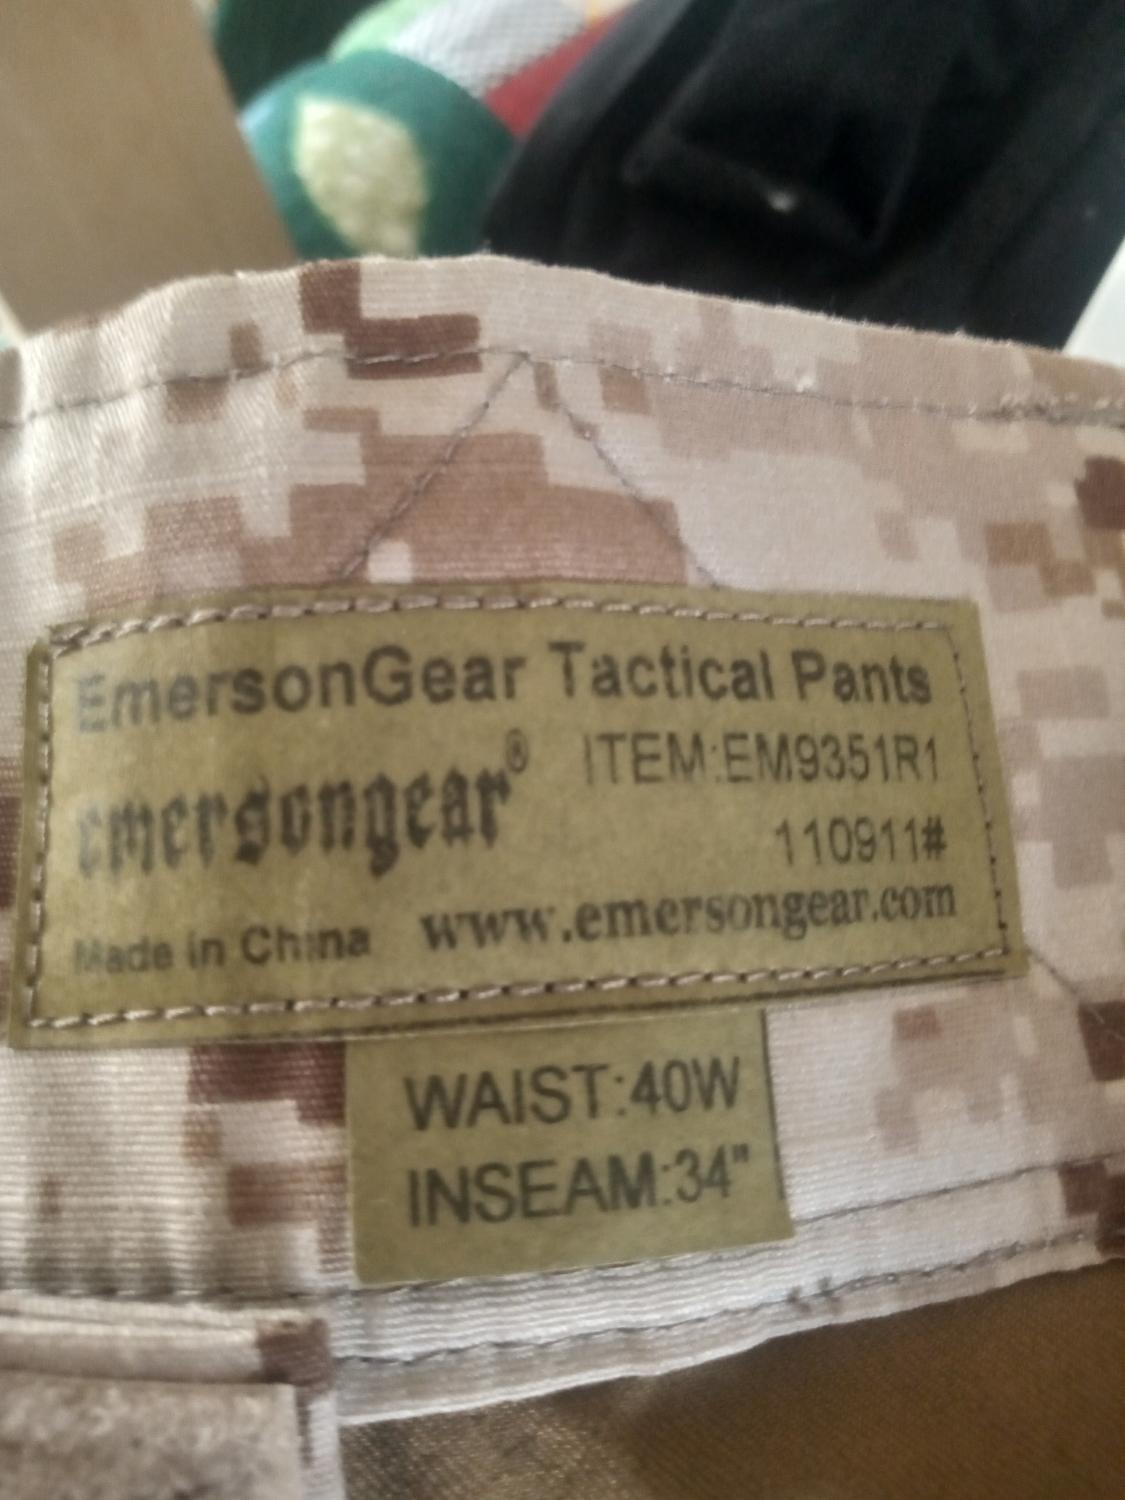 EmersonGear Tactical Pants
emersongear®
ITEM:EM9351R1
110911#
Made in China
www.emersongear.com
WAIST:40W
INSEAM:34"